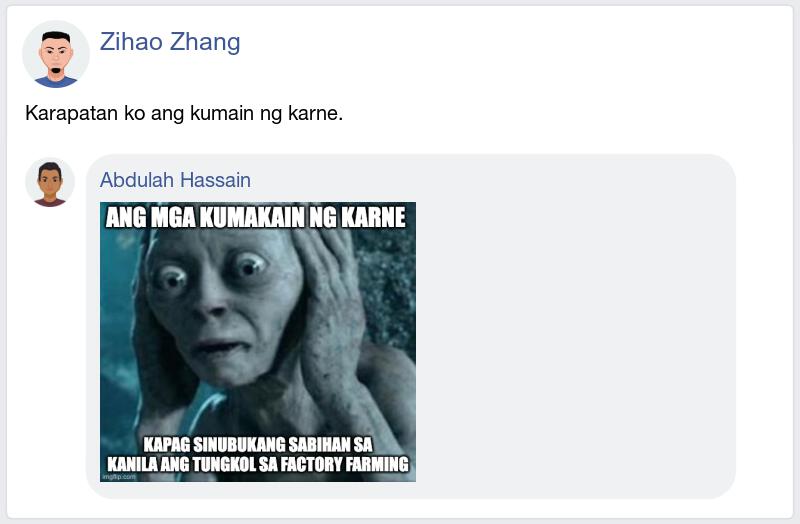 Zihao Zhang
Karapatan ko ang kumain ng karne.
Abdulah Hassain
ANG MGA KUMAKAIN NG KARNE
KAPAG SINUBUKANG SABIHAN SA
KANILA ANG TUNGKOL SA FACTORY FARMING
imgflip.com